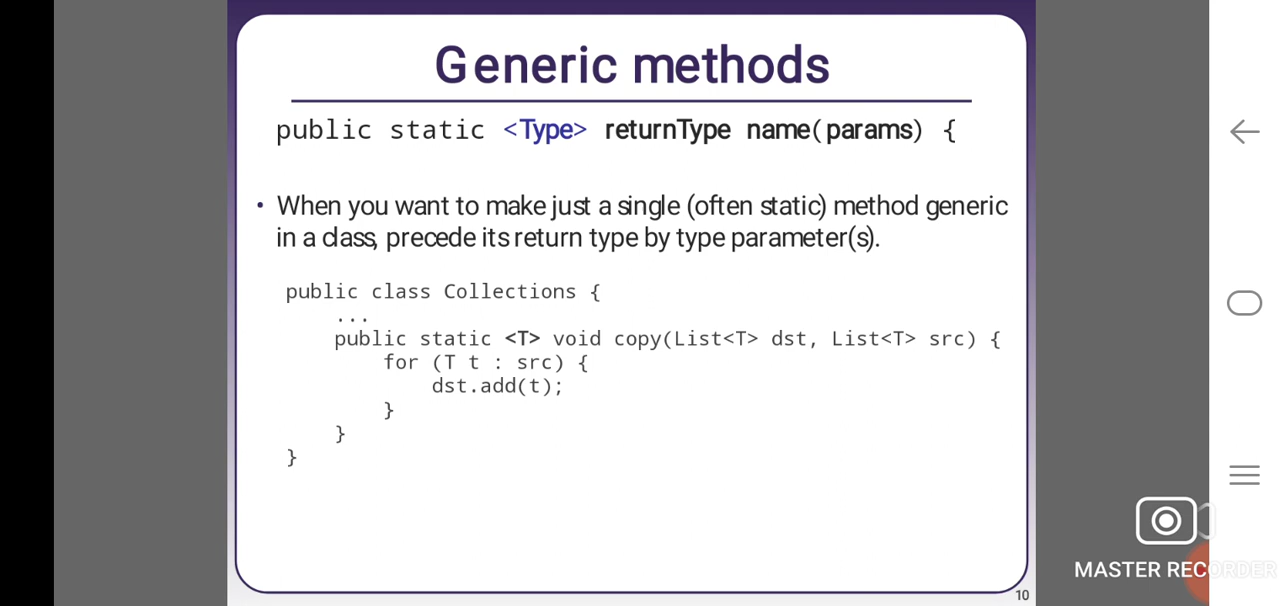 Generic methods
public static <Type> returnType name(params) {
• When you want to make just a single (often static) method generic
in a class, precede its return type by type parameter(s).
public class Collections {
...
public static <T> void copy(List<T> dst, List<T> src) {
for (T t : src) {
dst.add(t);
}
}
}
10
MASTER RECORDER